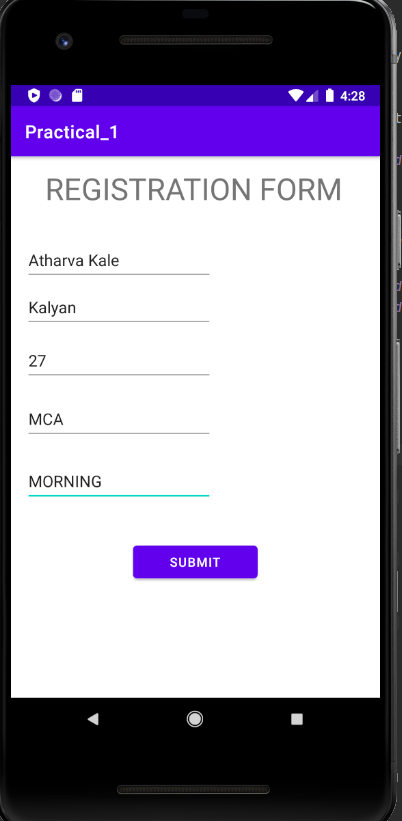 4:28
Practical_1
REGISTRATION FORM
Atharva Kale
Kalyan
27
MCA
MORNING
SUBMIT